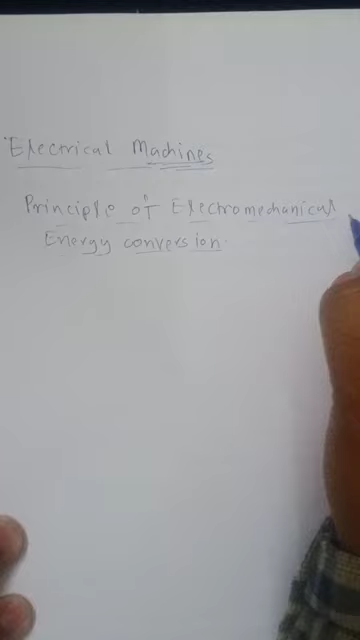 Electrical Machines
Principle of Electromechanical
Energy conversion.